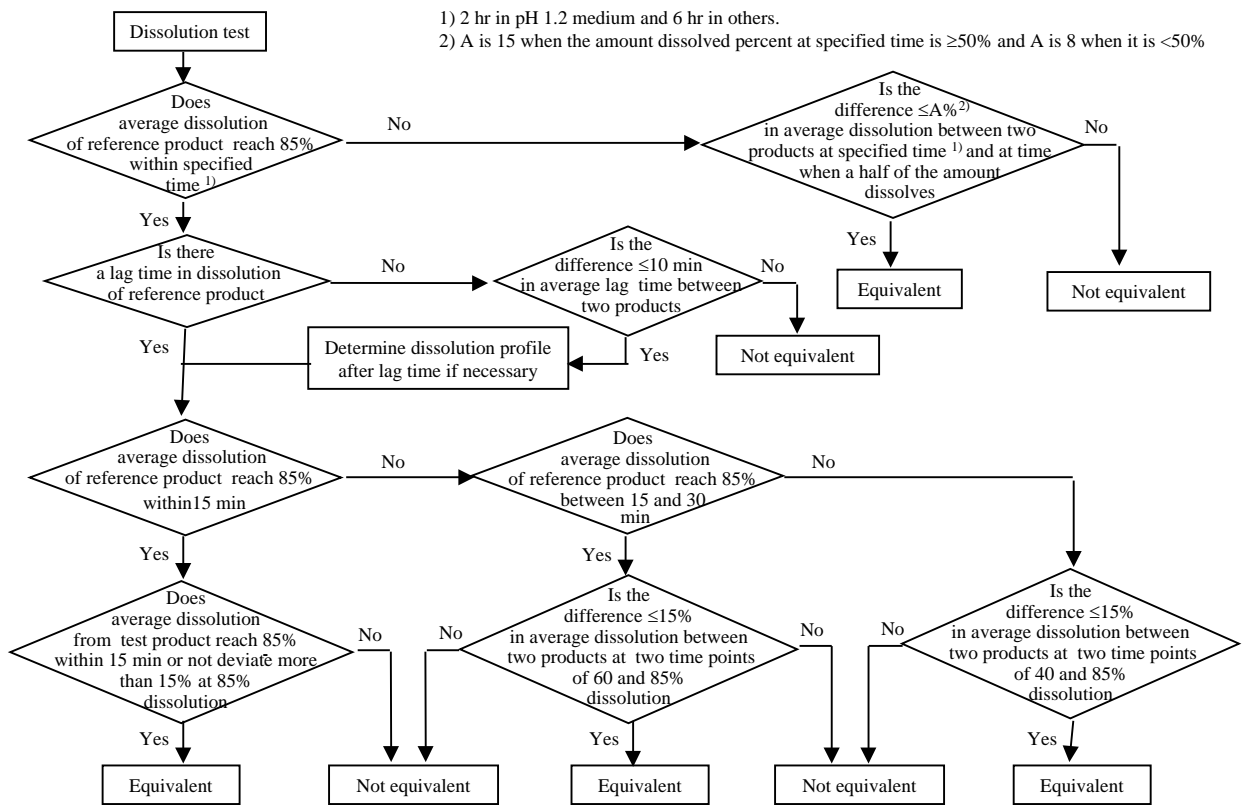 1) 2 hr in pH 1.2 medium and 6 hr in others.
2) A is 15 when the amount dissolved percent at specified time is ≥50% and A is 8 when it is <50%
Dissolution test
Does
average dissolution
of reference product reach 85%
within specified
time 1)
No
Is the
difference ≤A% 2)
in average dissolution between two
products at specified time 1) and at time
when a half of the amount
dissolves
No
Yes
Yes
Equivalent
Not equivalent
Is there
a lag time in dissolution
of reference product
No
Is the
difference ≤10 min
in average lag time between
two products
No
Not equivalent
Yes
Yes
Determine dissolution profile
after lag time if necessary
Does
average dissolution
of reference product reach 85%
within15 min
No
Does
average dissolution
of reference product reach 85%
between 15 and 30
min
No
Yes
Yes
Does
average dissolution
from test product reach 85%
within 15 min or not deviate more
than 15% at 85%
dissolution
No
Is the
difference ≤15%
in average dissolution between
two products at two time points
of 60 and 85%
dissolution
No
No
Is the
difference ≤15%
in average dissolution between
two products at two time points
of 40 and 85%
dissolution
No
Yes
Yes
Yes
Equivalent
Not equivalent
Equivalent
Not equivalent
Equivalent